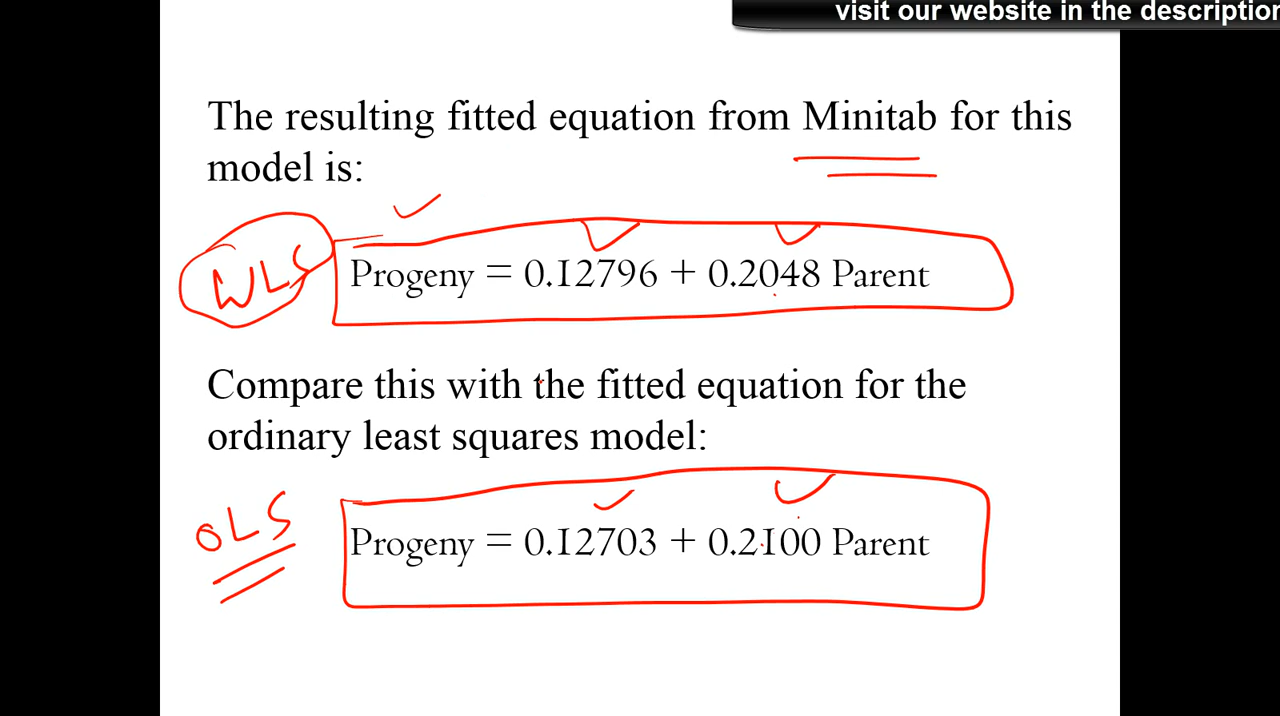 visit our website in the description
The resulting fitted equation from Minitab for this
model is:
WLS
Progeny = 0.12796 + 0.2048 Parent
Compare this with the fitted equation for the
ordinary least squares model:
OLS
Progeny = 0.12703 + 0.2100 Parent